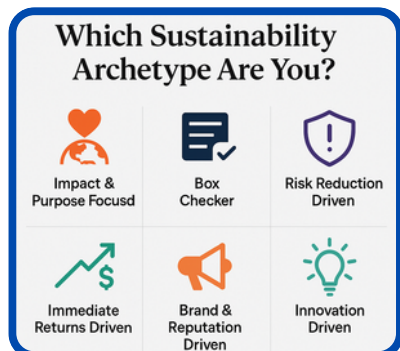 Which Sustainability
Archetype Are You?
Impact &
Purpose Focusd
Box
Checker
Risk Reduction
Driven
$
Immediate
Returns Driven
Brand &
Reputation
Driven
Innovation
Driven